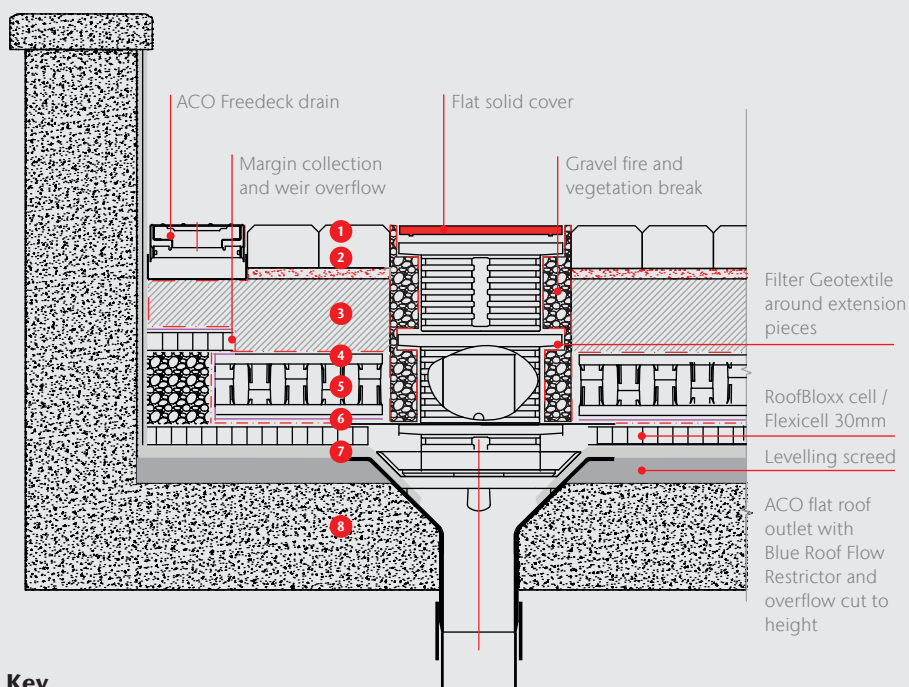 ACO Freedeck drain
Flat solid cover
Margin collection
and weir overflow
Gravel fire and
vegetation break
1
2
Filter Geotextile
around extension
pieces
3
4
5
RoofBloxx cell /
Flexicell 30mm
6
7
Levelling screed
ACO flat roof
outlet with
Blue Roof Flow
Restrictor and
overflow cut to
height
8
Key